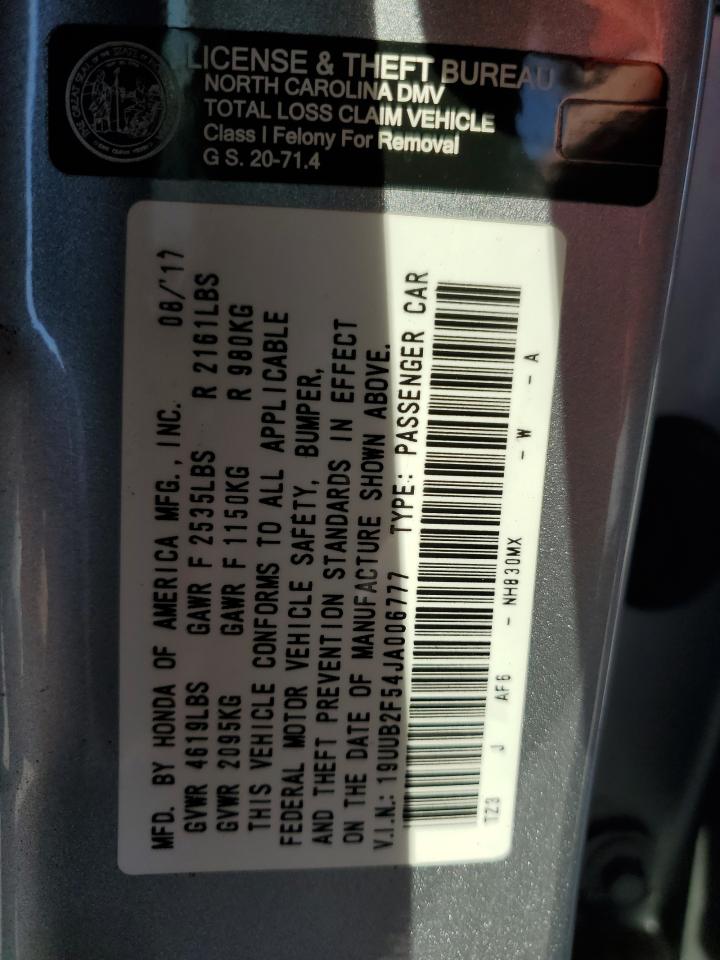 LICENSE & THEFT BUREAU
NORTH CAROLINA DMV
TOTAL LOSS CLAIM VEHICLE
Class I Felony For Removal
G S. 20-71.4
MFD. BY HONDA OF AMERICA MFG., INC. 08/'17
GVWR 4619LBS GAWR F 2535LBS R 2161LBS
GVWR 2095KG GAWR F 1150KG R 980KG
THIS VEHICLE CONFORMS TO ALL APPLICABLE
FEDERAL MOTOR VEHICLE SAFETY, BUMPER,
AND THEFT PREVENTION STANDARDS IN EFFECT
ON THE DATE OF MANUFACTURE SHOWN ABOVE.
V.I.N.: 19UUB2F54JA006777 TYPE: PASSENGER CAR
TZ3 J AF6 - NH830MX - W - A